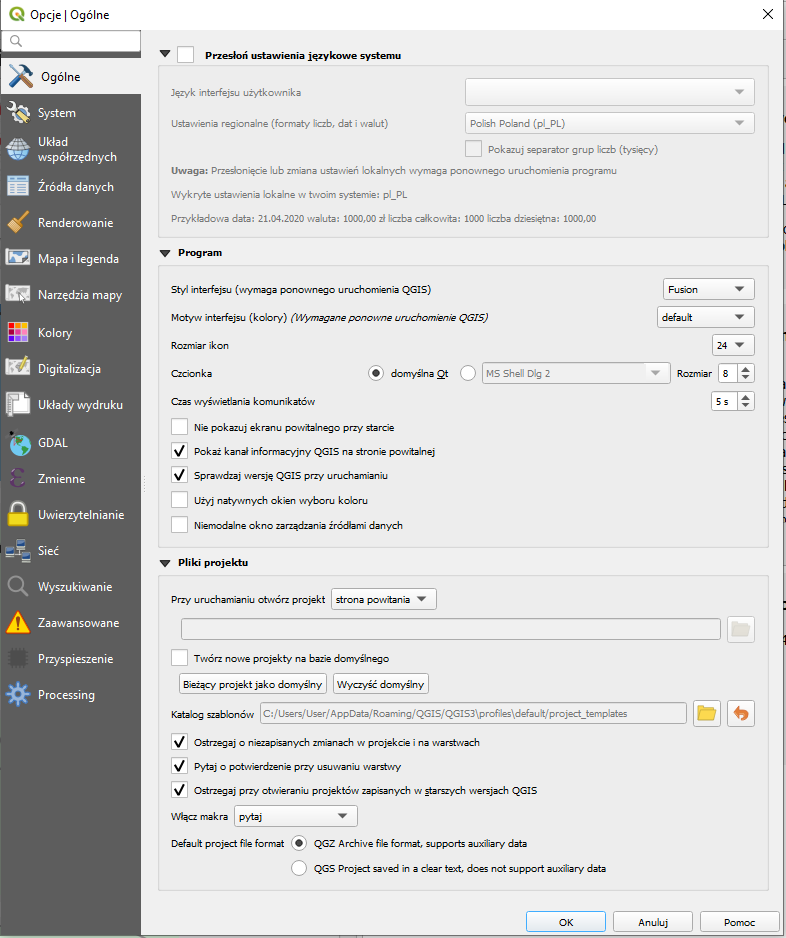 Opcje | Ogólne
Ogólne
System
Układ
współrzędnych
Źródła danych
Renderowanie
Mapa i legenda
Narzędzia mapy
Kolory
Digitalizacja
Układy wydruku
GDAL
Zmienne
Uwierzytelnianie
Sieć
Wyszukiwanie
Zaawansowane
Przyspieszenie
Processing
Przesłoń ustawienia językowe systemu
Język interfejsu użytkownika
Ustawienia regionalne (formaty liczb, dat i walut) Polish Poland (pl_PL)
Pokazuj separator grup liczb (tysięcy)
Uwaga: Przesłonięcie lub zmiana ustawień lokalnych wymaga ponownego uruchomienia programu
Wykryte ustawienia lokalne w twoim systemie: pl_PL
Przykładowa data: 21.04.2020 waluta: 1000,00 zł liczba całkowita: 1000 liczba dziesiętna: 1000,00
Program
Styl interfejsu (wymaga ponownego uruchomienia QGIS) Fusion
Motyw interfejsu (kolory) (Wymagane ponowne uruchomienie QGIS) default
Rozmiar ikon 24
Czcionka domyślna Qt MS Shell Dlg 2 Rozmiar 8
Czas wyświetlania komunikatów 5 s
Nie pokazuj ekranu powitalnego przy starcie
Pokaż kanał informacyjny QGIS na stronie powitalnej
Sprawdzaj wersję QGIS przy uruchamianiu
Użyj natywnych okien wyboru koloru
Niemodalne okno zarządzania źródłami danych
Pliki projektu
Przy uruchamianiu otwórz projekt strona powitania
Twórz nowe projekty na bazie domyślnego
Bieżący projekt jako domyślny Wyczyść domyślny
Katalog szablonów C:/Users/User/AppData/Roaming/QGIS/QGIS3\profiles\default/project_templates
Ostrzegaj o niezapisanych zmianach w projekcie i na warstwach
Pytaj o potwierdzenie przy usuwaniu warstwy
Ostrzegaj przy otwieraniu projektów zapisanych w starszych wersjach QGIS
Włącz makra pytaj
Default project file format QGZ Archive file format, supports auxiliary data
QGS Project saved in a clear text, does not support auxiliary data
OK Anuluj Pomoc